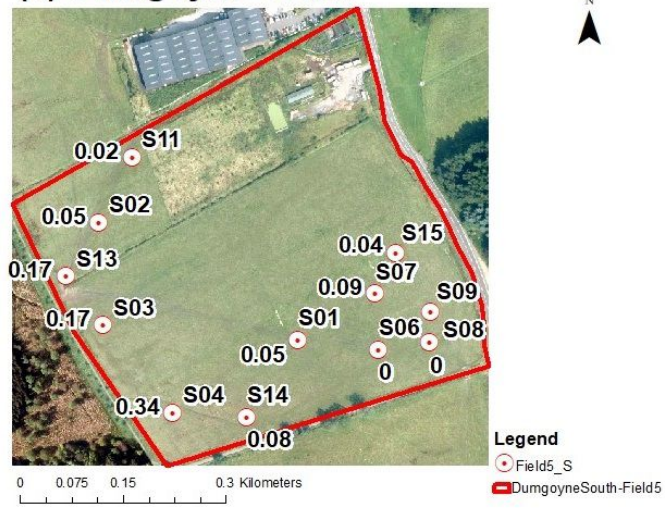 N
0.02 S11
0.05 S02
0.17 S13
0.17 S03
0.04 S15
0.09 S07
S09
0.05 S01
S06
0
S08
0
0.34 S04
S14
0.08
Legend
Field5_S
DumgoyneSouth-Field5
0 0.075 0.15 0.3 Kilometers